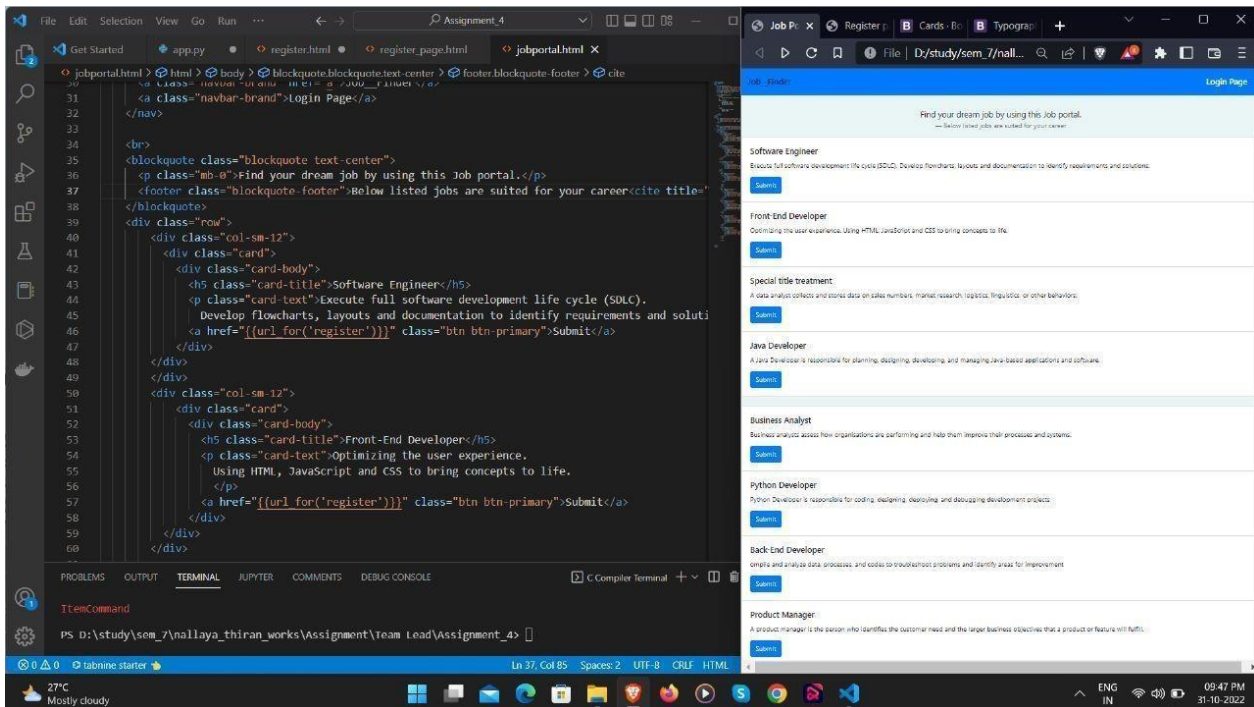 File Edit Selection View Go Run ···
Assignment_4
Get Started
app.py
register.html
register_page.html
jobportal.html
jobportal.html > html > body > blockquote.blockquote.text-center > footer.blockquote-footer > cite
31 <a class="navbar-brand">Login Page</a>
32 </nav>
33
34 <br>
35 <blockquote class="blockquote text-center">
36 <p class="mb-0">Find your dream job by using this Job portal.</p>
37 <footer class="blockquote-footer">Below listed jobs are suited for your career<cite title="
38 </blockquote>
39 <div class="row">
40 <div class="col-sm-12">
41 <div class="card">
42 <div class="card-body">
43 <h5 class="card-title">Software Engineer</h5>
44 <p class="card-text">Execute full software development life cycle (SDLC).
45 Develop flowcharts, layouts and documentation to identify requirements and soluti
46 <a href="{{url_for('register')}}" class="btn btn-primary">Submit</a>
47 </div>
48 </div>
49 </div>
50 <div class="col-sm-12">
51 <div class="card">
52 <div class="card-body">
53 <h5 class="card-title">Front-End Developer</h5>
54 <p class="card-text">Optimizing the user experience.
55 Using HTML, JavaScript and CSS to bring concepts to life.
56 </p>
57 <a href="{{url_for('register')}}" class="btn btn-primary">Submit</a>
58 </div>
59 </div>
60 </div>
PROBLEMS OUTPUT TERMINAL JUPYTER COMMENTS DEBUG CONSOLE
C Compiler Terminal
ItemCommand
PS D:\study\sem_7\nallaya_thiran_works\Assignment\Team Lead\Assignment_4>
0 0 tabnine starter
Ln 37, Col 85 Spaces: 2 UTF-8 CRLF HTML
Job Po
Register p
B Cards · Bo
B Typograp
File D:/study/sem_7/nall...
Job_Finder
Login Page
Find your dream job by using this Job portal.
— Below listed jobs are suited for your career
Software Engineer
Execute full software development life cycle (SDLC). Develop flowcharts, layouts and documentation to identify requirements and solutions.
Submit
Front-End Developer
Optimizing the user experience. Using HTML, JavaScript and CSS to bring concepts to life.
Submit
Special title treatment
A data analyst collects and stores data on sales numbers, market research, logistics, linguistics, or other behaviors.
Submit
Java Developer
A Java Developer is responsible for planning, designing, developing, and managing Java-based applications and software.
Submit
Business Analyst
Business analysts assess how organisations are performing and help them improve their processes and systems.
Submit
Python Developer
Python Developer is responsible for coding, designing, deploying, and debugging development projects
Submit
Back-End Developer
ompile and analyze data, processes, and codes to troubleshoot problems and identify areas for improvement
Submit
Product Manager
A product manager is the person who identifies the customer need and the larger business objectives that a product or feature will fulfill.
Submit
27°C
Mostly cloudy
ENG
IN
09:47 PM
31-10-2022